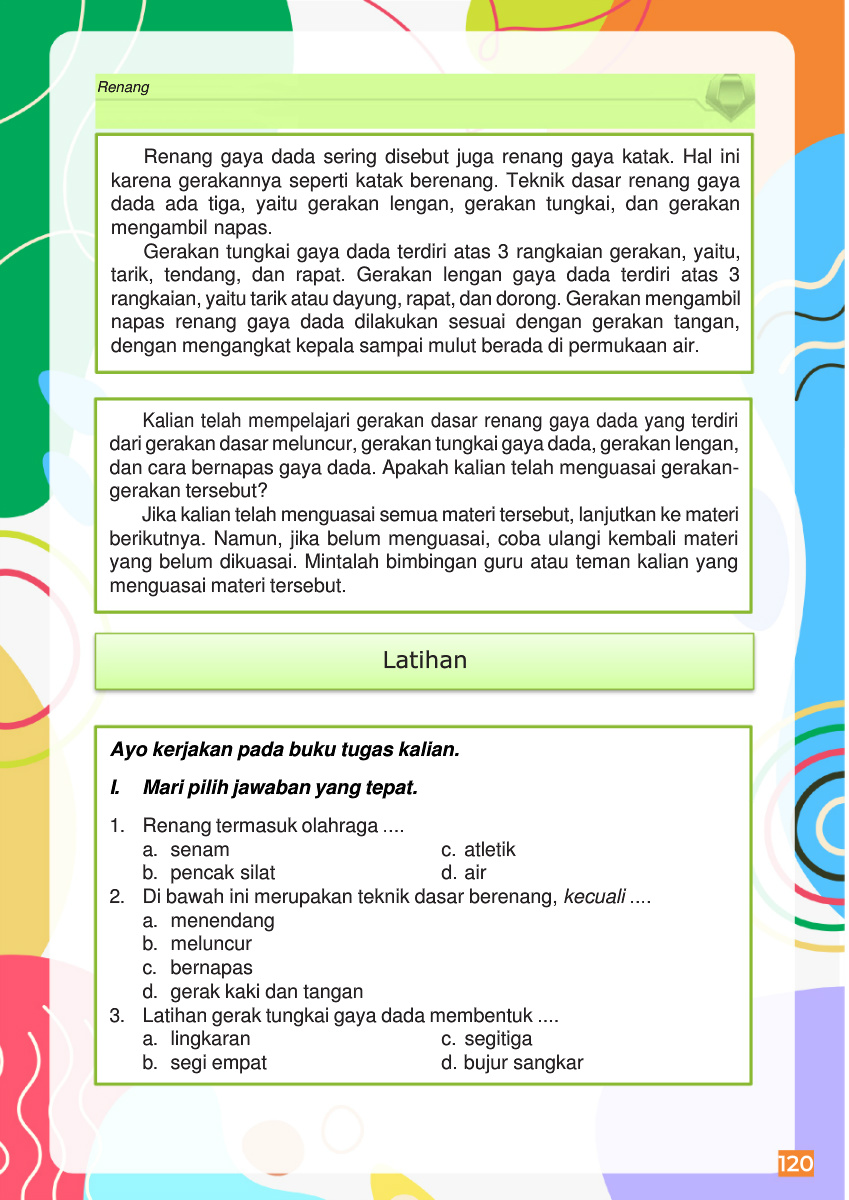 Renang
Renang gaya dada sering disebut juga renang gaya katak. Hal ini
karena gerakannya seperti katak berenang. Teknik dasar renang gaya
dada ada tiga, yaitu gerakan lengan, gerakan tungkai, dan gerakan
mengambil napas.
Gerakan tungkai gaya dada terdiri atas 3 rangkaian gerakan, yaitu,
tarik, tendang, dan rapat. Gerakan lengan gaya dada terdiri atas 3
rangkaian, yaitu tarik atau dayung, rapat, dan dorong. Gerakan mengambil
napas renang gaya dada dilakukan sesuai dengan gerakan tangan,
dengan mengangkat kepala sampai mulut berada di permukaan air.
Kalian telah mempelajari gerakan dasar renang gaya dada yang terdiri
dari gerakan dasar meluncur, gerakan tungkai gaya dada, gerakan lengan,
dan cara bernapas gaya dada. Apakah kalian telah menguasai gerakan-
gerakan tersebut?
Jika kalian telah menguasai semua materi tersebut, lanjutkan ke materi
berikutnya. Namun, jika belum menguasai, coba ulangi kembali materi
yang belum dikuasai. Mintalah bimbingan guru atau teman kalian yang
menguasai materi tersebut.
Latihan
Ayo kerjakan pada buku tugas kalian.
I. Mari pilih jawaban yang tepat.
1. Renang termasuk olahraga ....
a. senam c. atletik
b. pencak silat d. air
2. Di bawah ini merupakan teknik dasar berenang, kecuali ....
a. menendang
b. meluncur
c. bernapas
d. gerak kaki dan tangan
3. Latihan gerak tungkai gaya dada membentuk ....
a. lingkaran c. segitiga
b. segi empat d. bujur sangkar
120